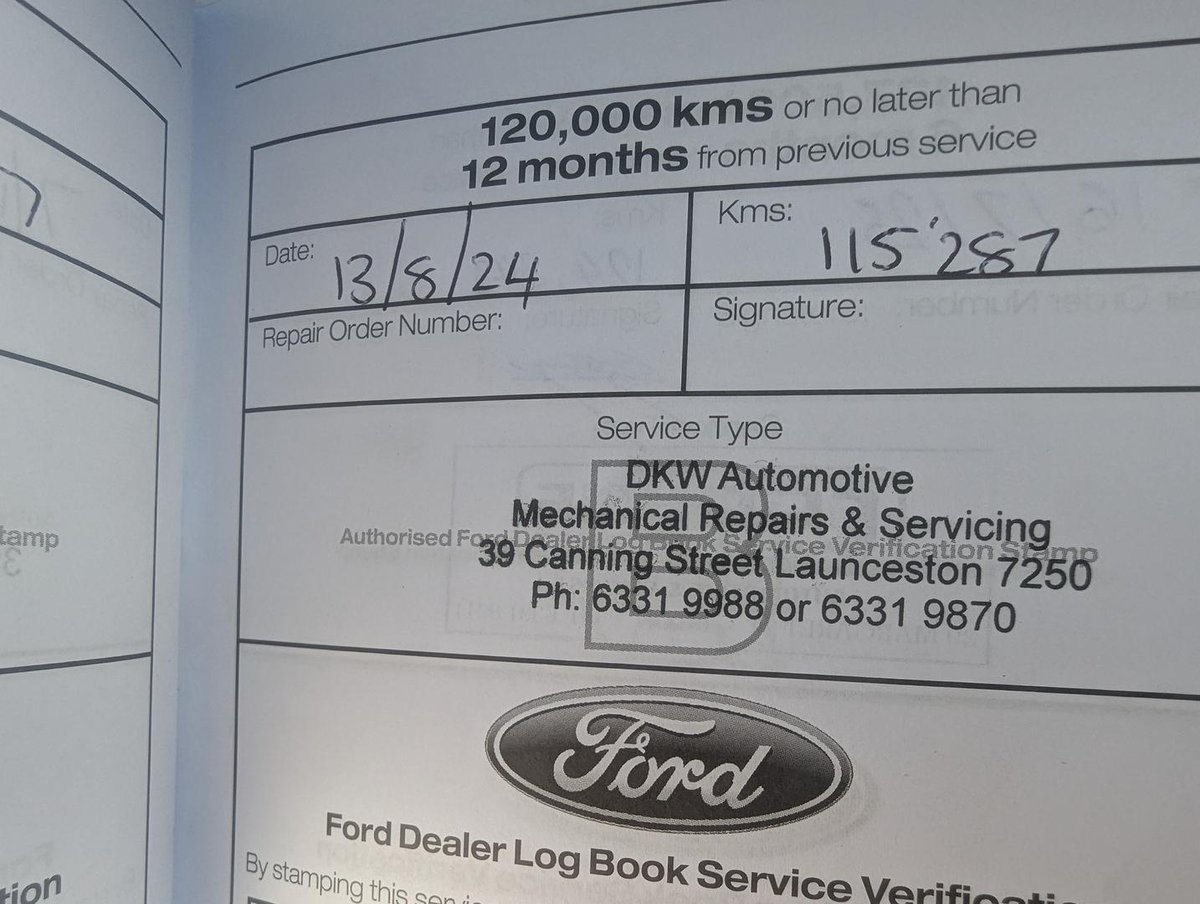 120,000 kms or no later than
12 months from previous service
Date: 13/8/24
Kms: 115'287
Repair Order Number:
Signature:
Service Type
B
DKW Automotive
Mechanical Repairs & Servicing
Authorised Ford Dealer Log Book Service Verification Stamp
39 Canning Street Launceston 7250
Ph: 6331 9988 or 6331 9870
Ford
Ford Dealer Log Book Service
By stamping this